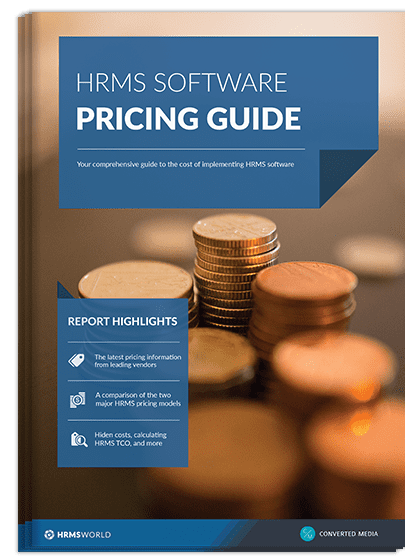 HRMS SOFTWARE
PRICING GUIDE
Your comprehensive guide to the cost of implementing HRMS software
REPORT HIGHLIGHTS
The latest pricing information
from leading vendors
A comparison of the two
major HRMS pricing models
Hiden costs, calculating
HRMS TCO, and more
HRMSWORLD
CONVERTED MEDIA